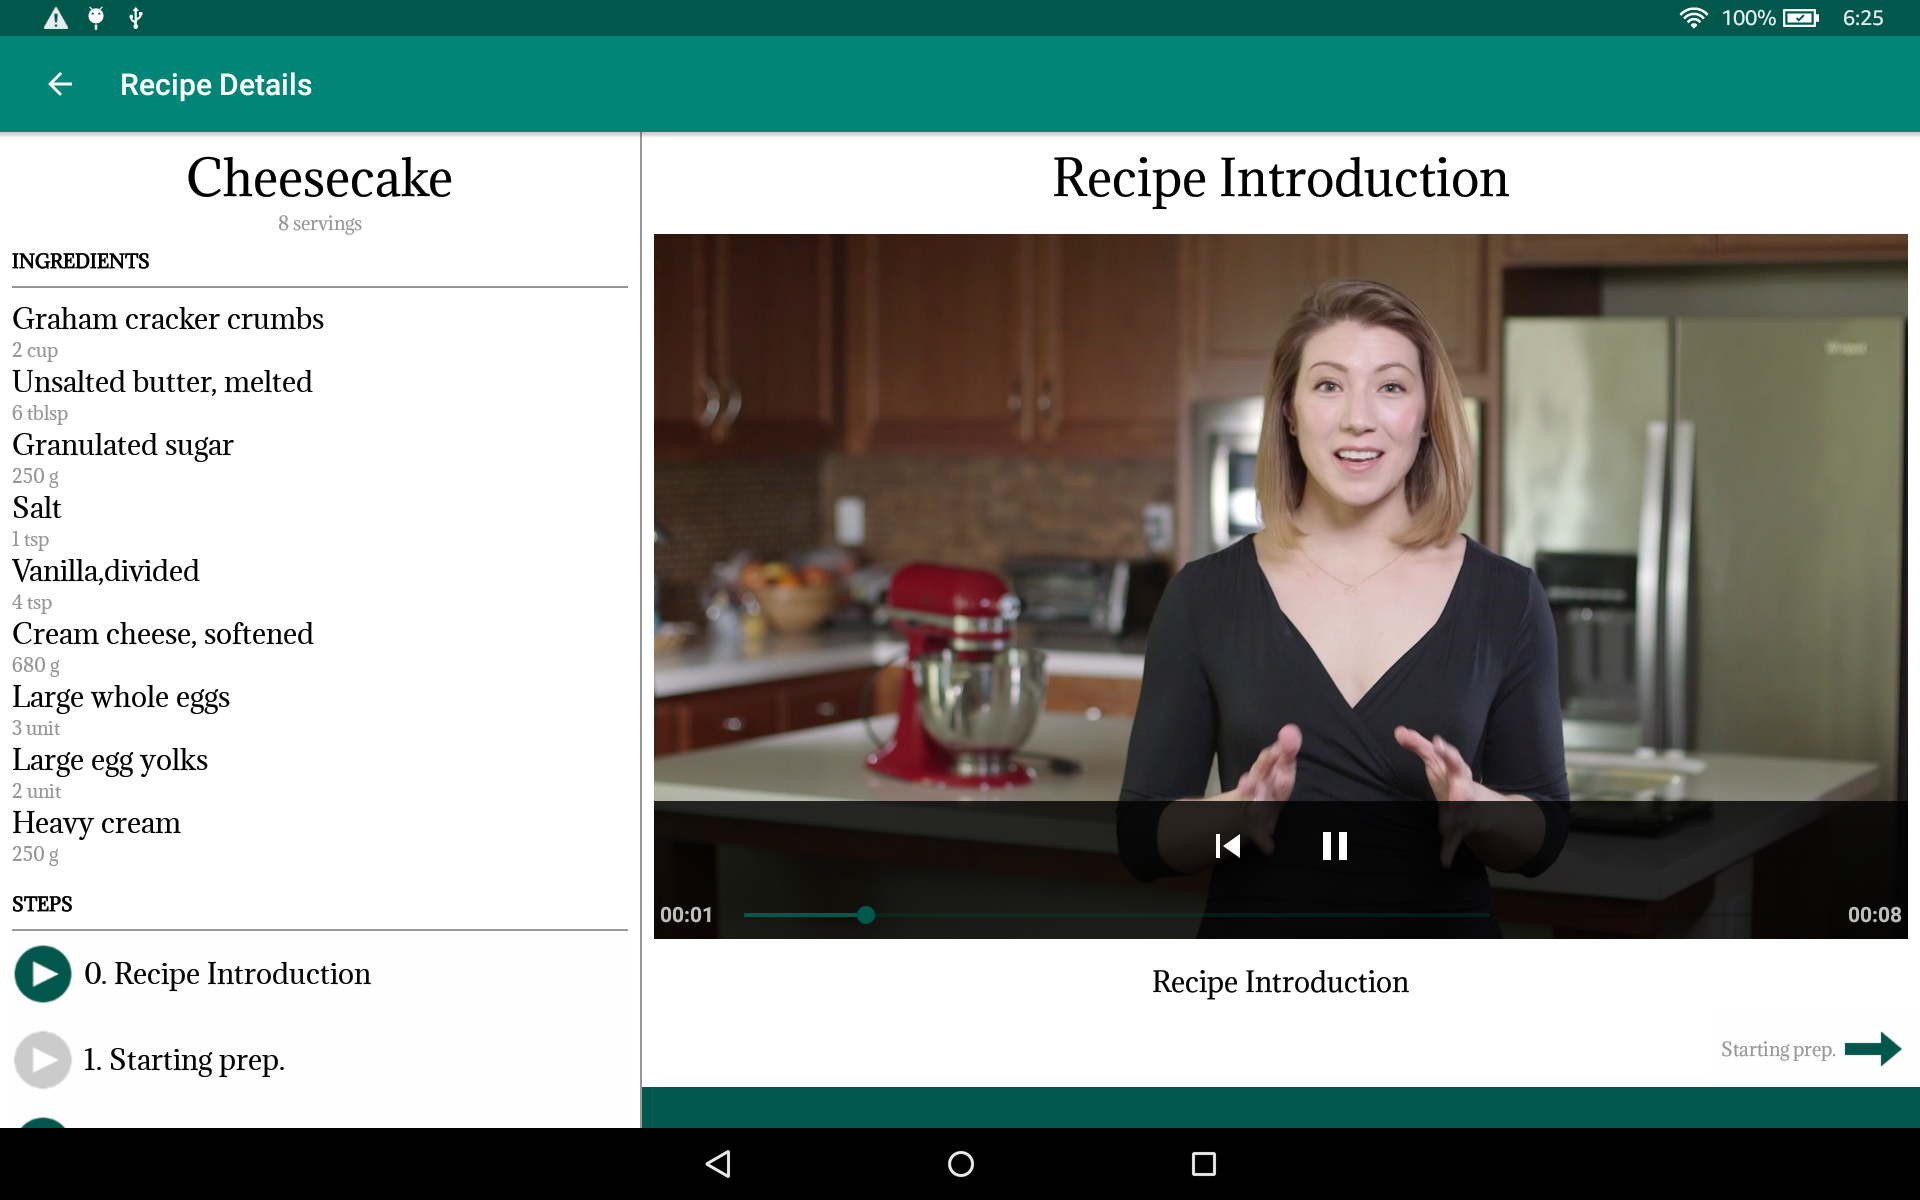 100% 6:25
Recipe Details
Cheesecake
8 servings
INGREDIENTS
Graham cracker crumbs
2 cup
Unsalted butter, melted
6 tblsp
Granulated sugar
250 g
Salt
1 tsp
Vanilla,divided
4 tsp
Cream cheese, softened
680 g
Large whole eggs
3 unit
Large egg yolks
2 unit
Heavy cream
250 g
STEPS
0. Recipe Introduction
1. Starting prep.
Recipe Introduction
00:01 00:08
Recipe Introduction
Starting prep.